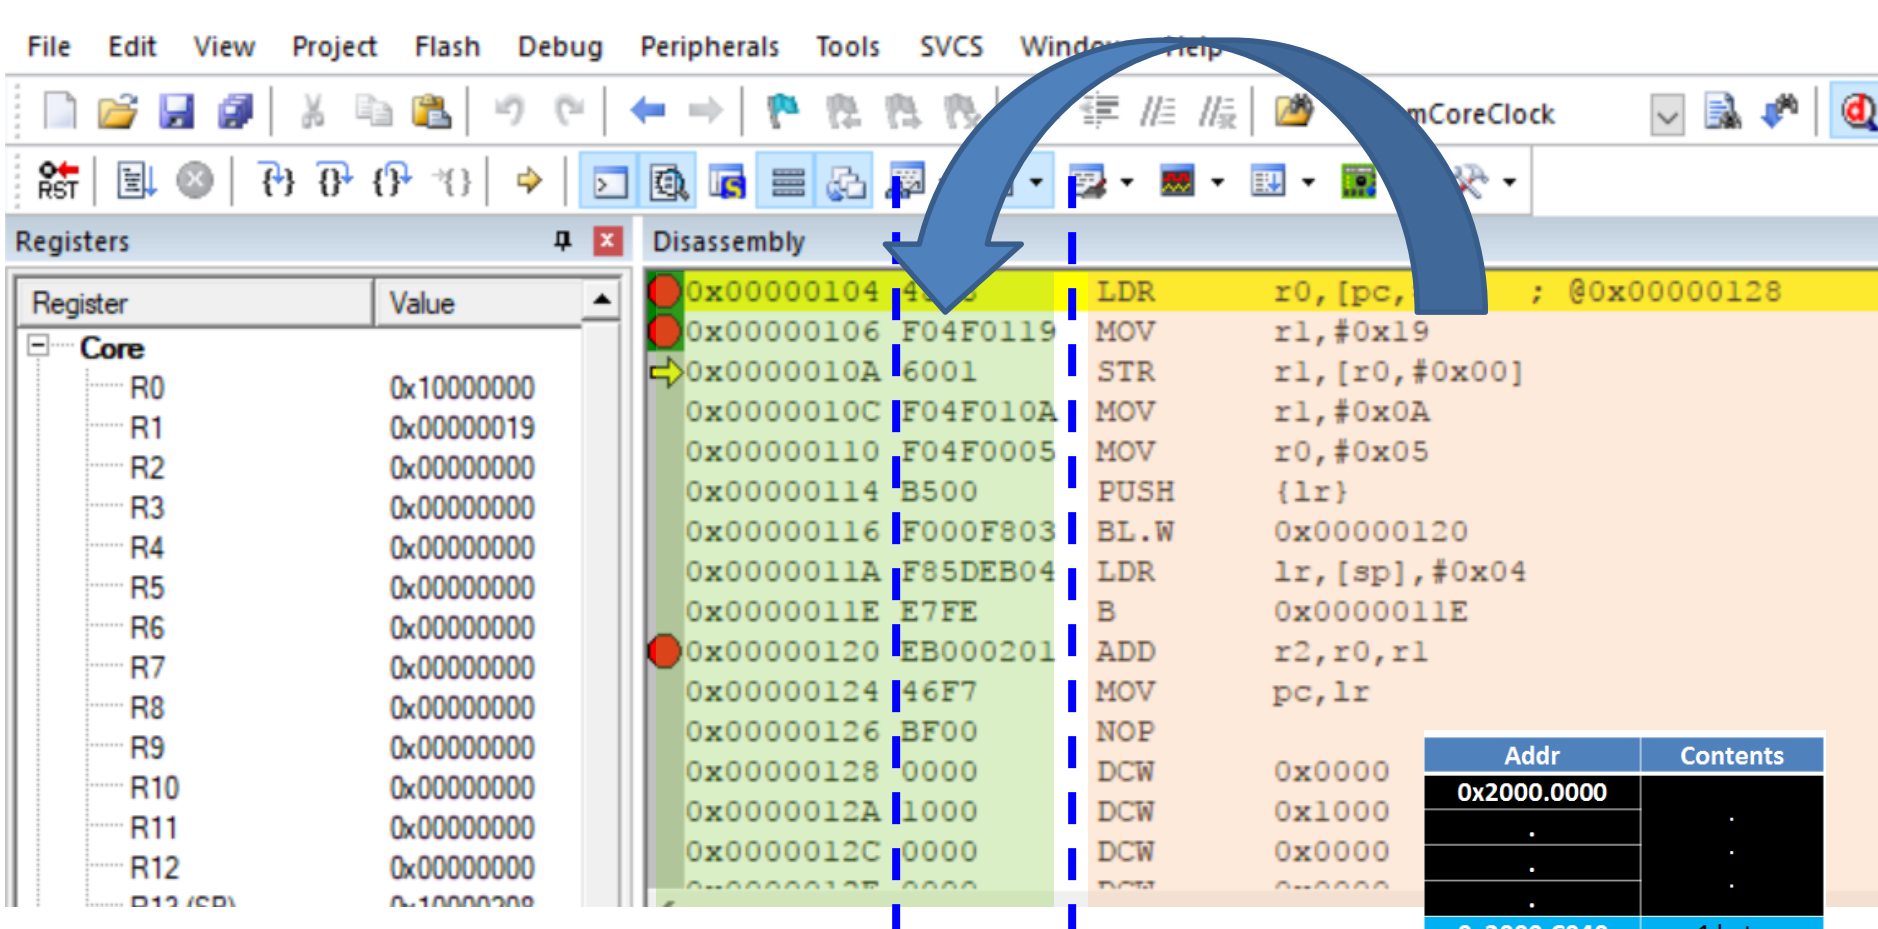 File Edit View Project Flash Debug Peripherals Tools SVCS
mCoreClock
RST
Registers
Disassembly
Register Value
Core
R0 0x10000000
R1 0x00000019
R2 0x00000000
R3 0x00000000
R4 0x00000000
R5 0x00000000
R6 0x00000000
R7 0x00000000
R8 0x00000000
R9 0x00000000
R10 0x00000000
R11 0x00000000
R12 0x00000000
0x00000104 LDR r0,[pc, ; @0x00000128
0x00000106 F04F0119 MOV r1,#0x19
0x0000010A 6001 STR r1,[r0,#0x00]
0x0000010C F04F010A MOV r1,#0x0A
0x00000110 F04F0005 MOV r0,#0x05
0x00000114 B500 PUSH {lr}
0x00000116 F000F803 BL.W 0x00000120
0x0000011A F85DEB04 LDR lr,[sp],#0x04
0x0000011E E7FE B 0x0000011E
0x00000120 EB000201 ADD r2,r0,r1
0x00000124 46F7 MOV pc,lr
0x00000126 BF00 NOP
0x00000128 0000 DCW 0x0000
0x0000012A 1000 DCW 0x1000
0x0000012C 0000 DCW 0x0000
Addr Contents
0x2000.0000
.
.
.
.
.
.